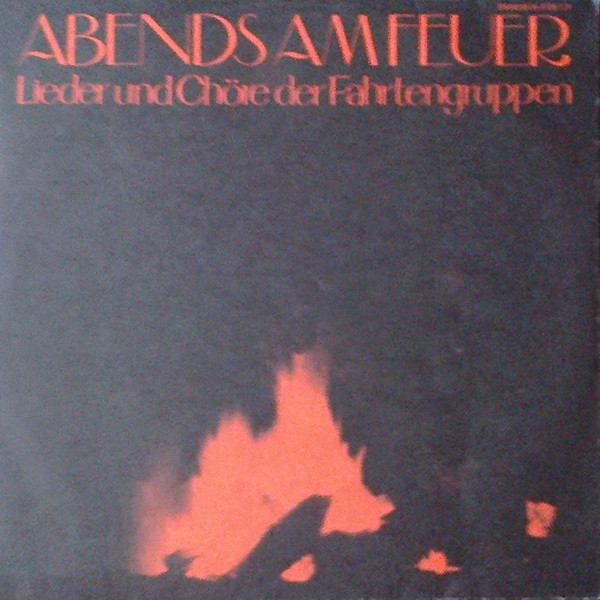 ABENDS AM FEUER
Lieder und Chöre der Fahrtengruppen